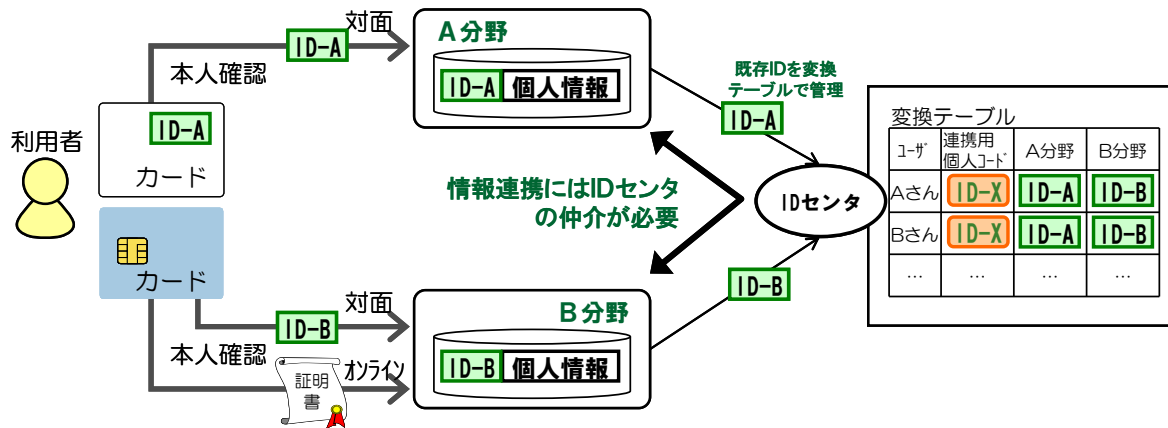 対面
A分野
ID-A
本人確認
ID-A
個人情報
既存IDを変換
テーブルで管理
ID-A
利用者
ID-A
カード
情報連携にはIDセンタ
の仲介が必要
IDセンタ
変換テーブル
ユーザ
連携用
個人コード
A分野
B分野
Aさん
ID-X
ID-A
ID-B
Bさん
ID-X
ID-A
ID-B
…
…
…
…
カード
ID-B
対面
B分野
ID-B
本人確認
オンライン
証明
書
ID-B
個人情報